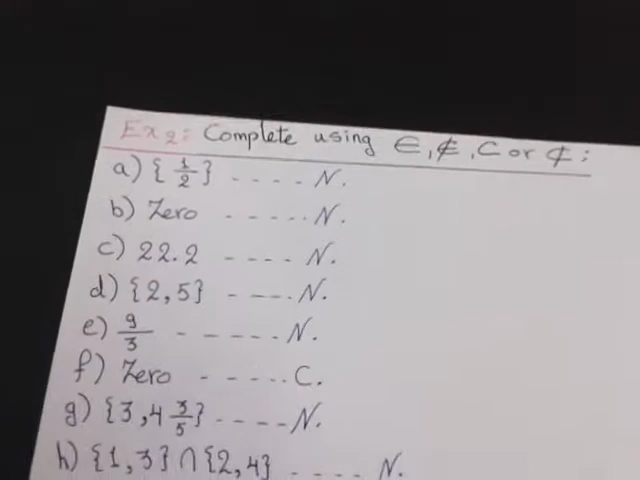 Ex 2: Complete using ∈, ∉, ⊂ or ⊄ :
a) { 1/2 } .... N.
b) Zero ...... N.
c) 22.2 .... N.
d) {2,5} .... N.
e) 9/3 ...... N.
f) Zero ..... C.
g) {3,4 3/5} .... N.
h) {1,3} ∩ {2,4} .... N.